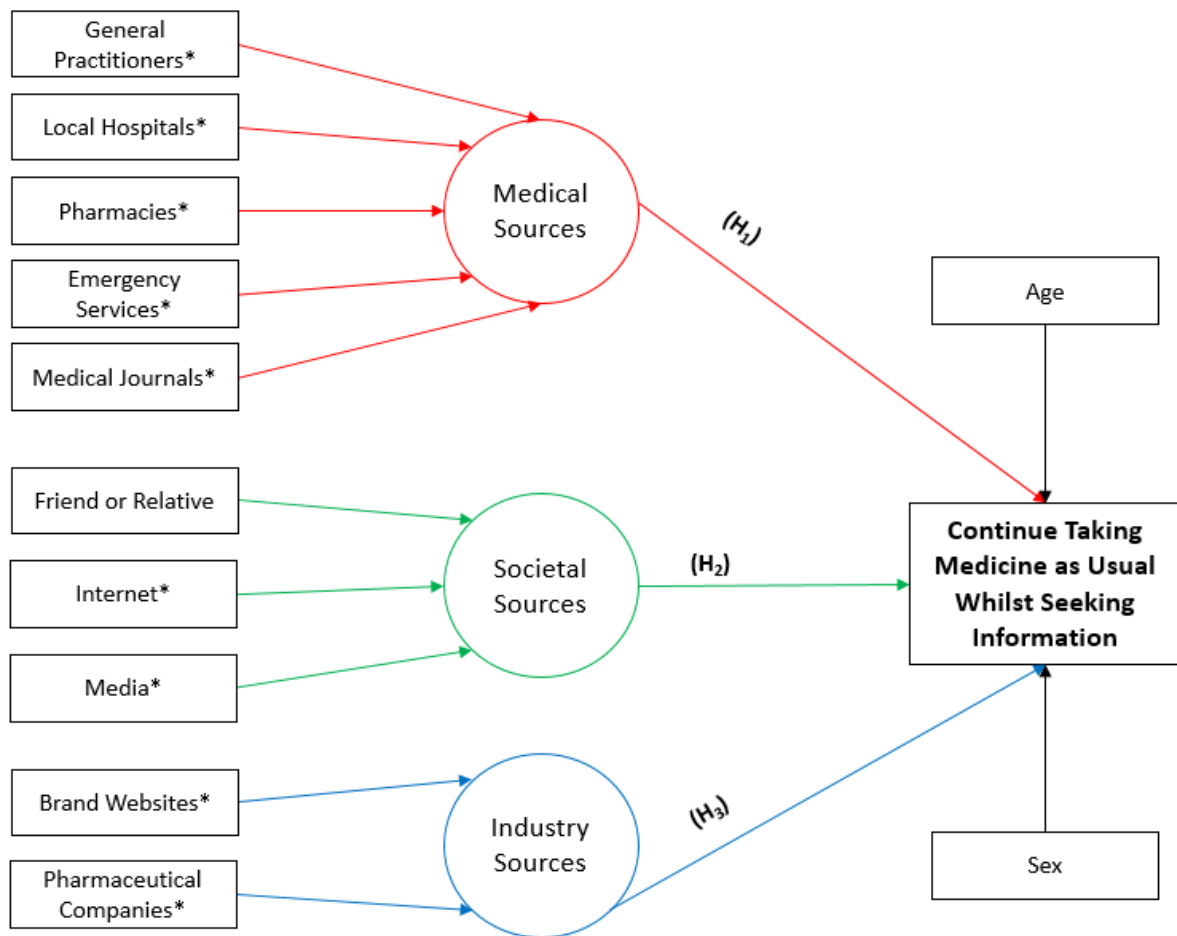 General
Practitioners*
Local Hospitals*
Pharmacies*
Emergency
Services*
Medical Journals*
Medical
Sources
(H₁)
Age
Friend or Relative
Internet*
Media*
Societal
Sources
(H₂)
Continue Taking
Medicine as Usual
Whilst Seeking
Information
Brand Websites*
Pharmaceutical
Companies*
Industry
Sources
(H₃)
Sex